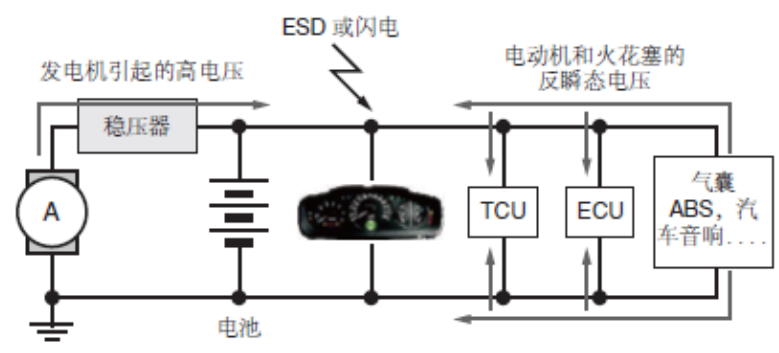 ESD 或闪电
发电机引起的高电压
电动机和火花塞的
反瞬态电压
稳压器
A
TCU
ECU
气囊
ABS，汽
车音响....
电池